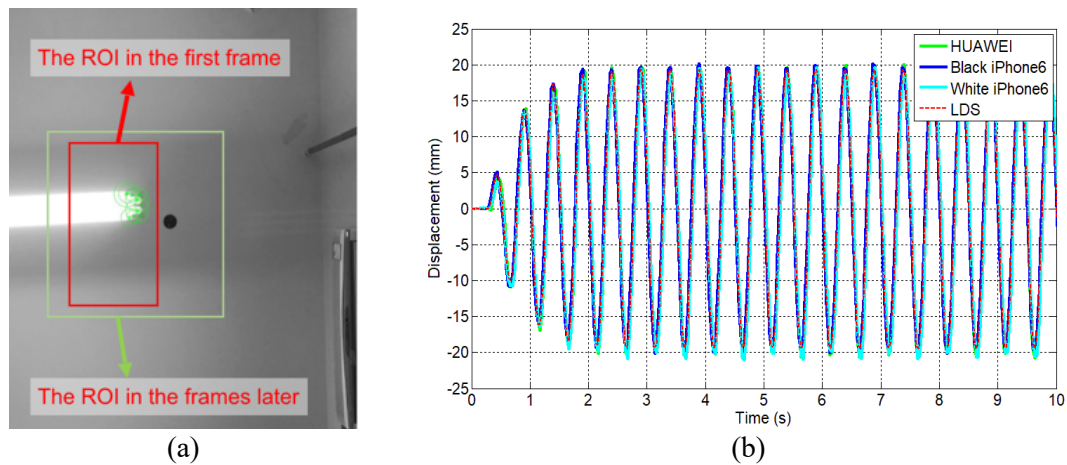 The ROI in the first frame
The ROI in the frames later
(a)
HUAWEI
Black iPhone6
White iPhone6
LDS
25
20
15
10
5
0
-5
-10
-15
-20
-25
Displacement (mm)
0 1 2 3 4 5 6 7 8 9 10
Time (s)
(b)